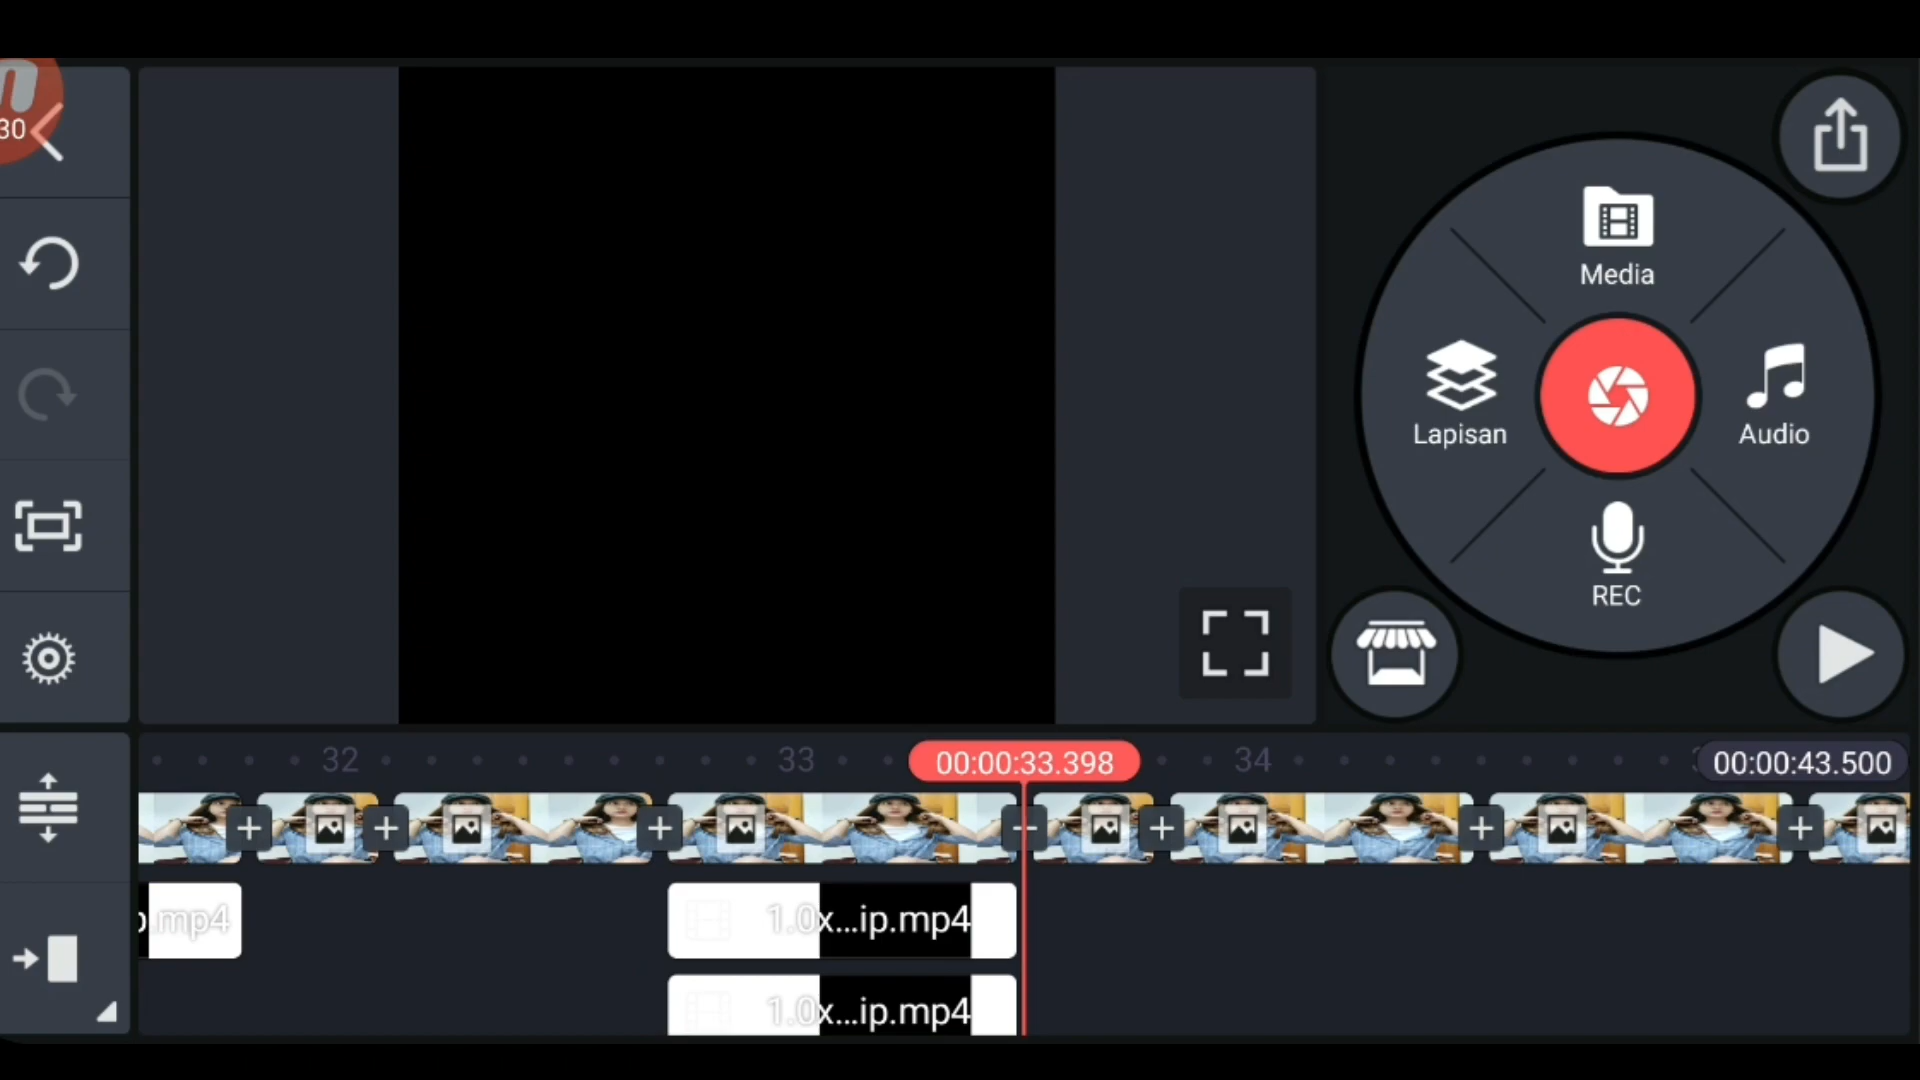 30
Media
Lapisan
Audio
REC
32
33
00:00:33.398
34
00:00:43.500
p.mp4
1.0x...ip.mp4
1.0x...ip.mp4